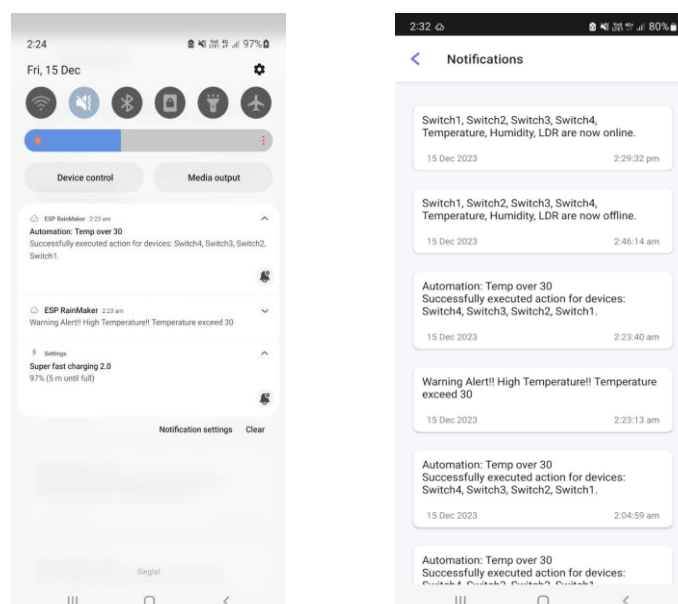 2:24
97%
Fri, 15 Dec
Device control
Media output
ESP RainMaker 2:23 am
Automation: Temp over 30
Successfully executed action for devices: Switch4, Switch3, Switch2,
Switch1.
ESP RainMaker 2:23 am
Warning Alert!! High Temperature!! Temperature exceed 30
Settings
Super fast charging 2.0
97% (5 m until full)
Notification settings
Clear
Singtel
2:32
80%
Notifications
Switch1, Switch2, Switch3, Switch4,
Temperature, Humidity, LDR are now online.
15 Dec 2023
2:29:32 pm
Switch1, Switch2, Switch3, Switch4,
Temperature, Humidity, LDR are now offline.
15 Dec 2023
2:46:14 am
Automation: Temp over 30
Successfully executed action for devices:
Switch4, Switch3, Switch2, Switch1.
15 Dec 2023
2:23:40 am
Warning Alert!! High Temperature!! Temperature
exceed 30
15 Dec 2023
2:23:13 am
Automation: Temp over 30
Successfully executed action for devices:
Switch4, Switch3, Switch2, Switch1.
15 Dec 2023
2:04:59 am
Automation: Temp over 30
Successfully executed action for devices:
Switch4, Switch3, Switch2, Switch1